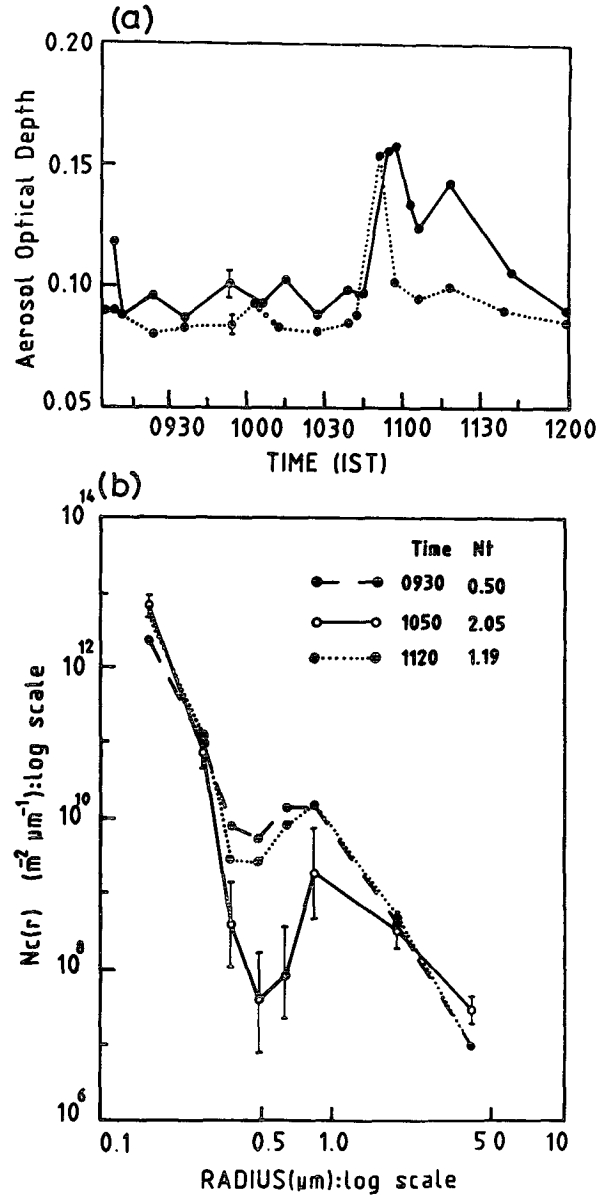 (a)
0.20
0.15
0.10
0.05
Aerosol Optical Depth
0930 1000 1030 1100 1130 1200
TIME (IST)
(b)
10^14
10^12
10^10
10^8
10^6
Nc(r) (m^-2 μm^-1):log scale
Time Nt
0930 0.50
1050 2.05
1120 1.19
0.1 0.5 1.0 5 0 10
RADIUS(μm):log scale